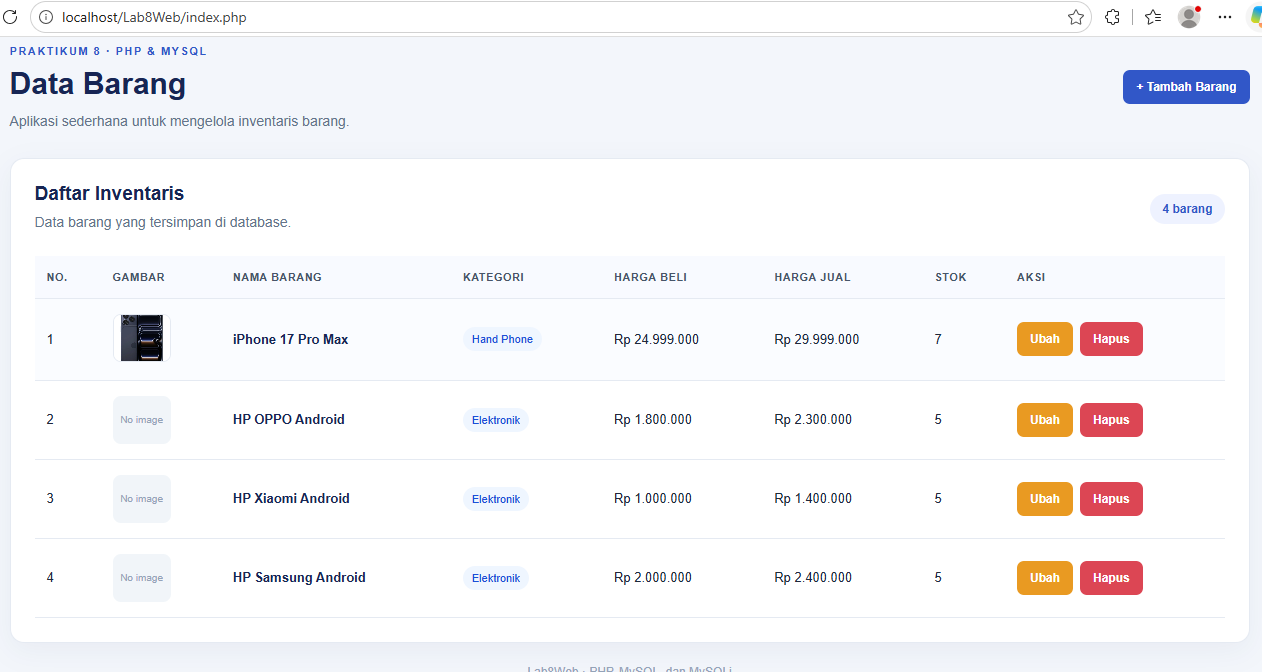 localhost/Lab8Web/index.php
PRAKTIKUM 8 · PHP & MYSQL
Data Barang
+ Tambah Barang
Aplikasi sederhana untuk mengelola inventaris barang.
Daftar Inventaris
Data barang yang tersimpan di database.
4 barang
NO. GAMBAR NAMA BARANG KATEGORI HARGA BELI HARGA JUAL STOK AKSI
1 iPhone 17 Pro Max Hand Phone Rp 24.999.000 Rp 29.999.000 7 Ubah Hapus
2 No image HP OPPO Android Elektronik Rp 1.800.000 Rp 2.300.000 5 Ubah Hapus
3 No image HP Xiaomi Android Elektronik Rp 1.000.000 Rp 1.400.000 5 Ubah Hapus
4 No image HP Samsung Android Elektronik Rp 2.000.000 Rp 2.400.000 5 Ubah Hapus
Lab8Web · PHP, MySQL, dan MySQLi